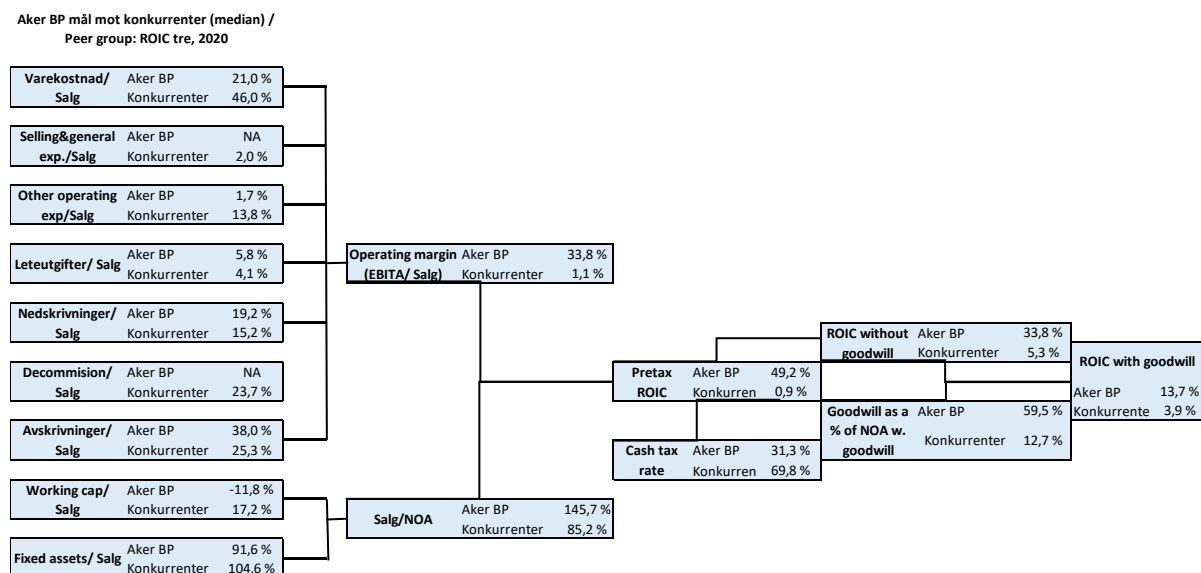 Aker BP mål mot konkurrenter (median) /
Peer group: ROIC tre, 2020
Varekostnad/ Aker BP 21,0 %
Salg Konkurrenter 46,0 %
Selling&general Aker BP NA
exp./Salg Konkurrenter 2,0 %
Other operating Aker BP 1,7 %
exp/Salg Konkurrenter 13,8 %
Leteutgifter/ Salg Aker BP 5,8 %
Konkurrenter 4,1 %
Operating margin Aker BP 33,8 %
(EBITA/ Salg) Konkurrenter 1,1 %
Nedskrivninger/ Aker BP 19,2 %
Salg Konkurrenter 15,2 %
ROIC without Aker BP 33,8 %
goodwill Konkurrenter 5,3 %
ROIC with goodwill
Aker BP 13,7 %
Konkurrente 3,9 %
Decommision/ Aker BP NA
Salg Konkurrenter 23,7 %
Pretax Aker BP 49,2 %
ROIC Konkurren 0,9 %
Goodwill as a Aker BP 59,5 %
% of NOA w.
goodwill Konkurrenter 12,7 %
Avskrivninger/ Aker BP 38,0 %
Salg Konkurrenter 25,3 %
Cash tax Aker BP 31,3 %
rate Konkurren 69,8 %
Working cap/ Aker BP -11,8 %
Salg Konkurrenter 17,2 %
Salg/NOA Aker BP 145,7 %
Konkurrenter 85,2 %
Fixed assets/ Salg Aker BP 91,6 %
Konkurrenter 104,6 %